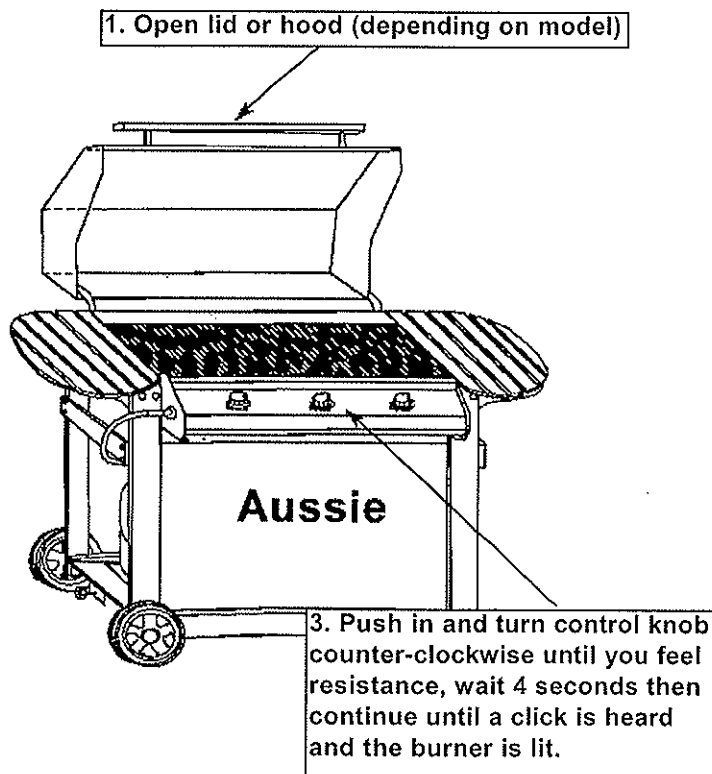 1. Open lid or hood (depending on model)
Aussie
3. Push in and turn control knob
counter-clockwise until you feel
resistance, wait 4 seconds then
continue until a click is heard
and the burner is lit.